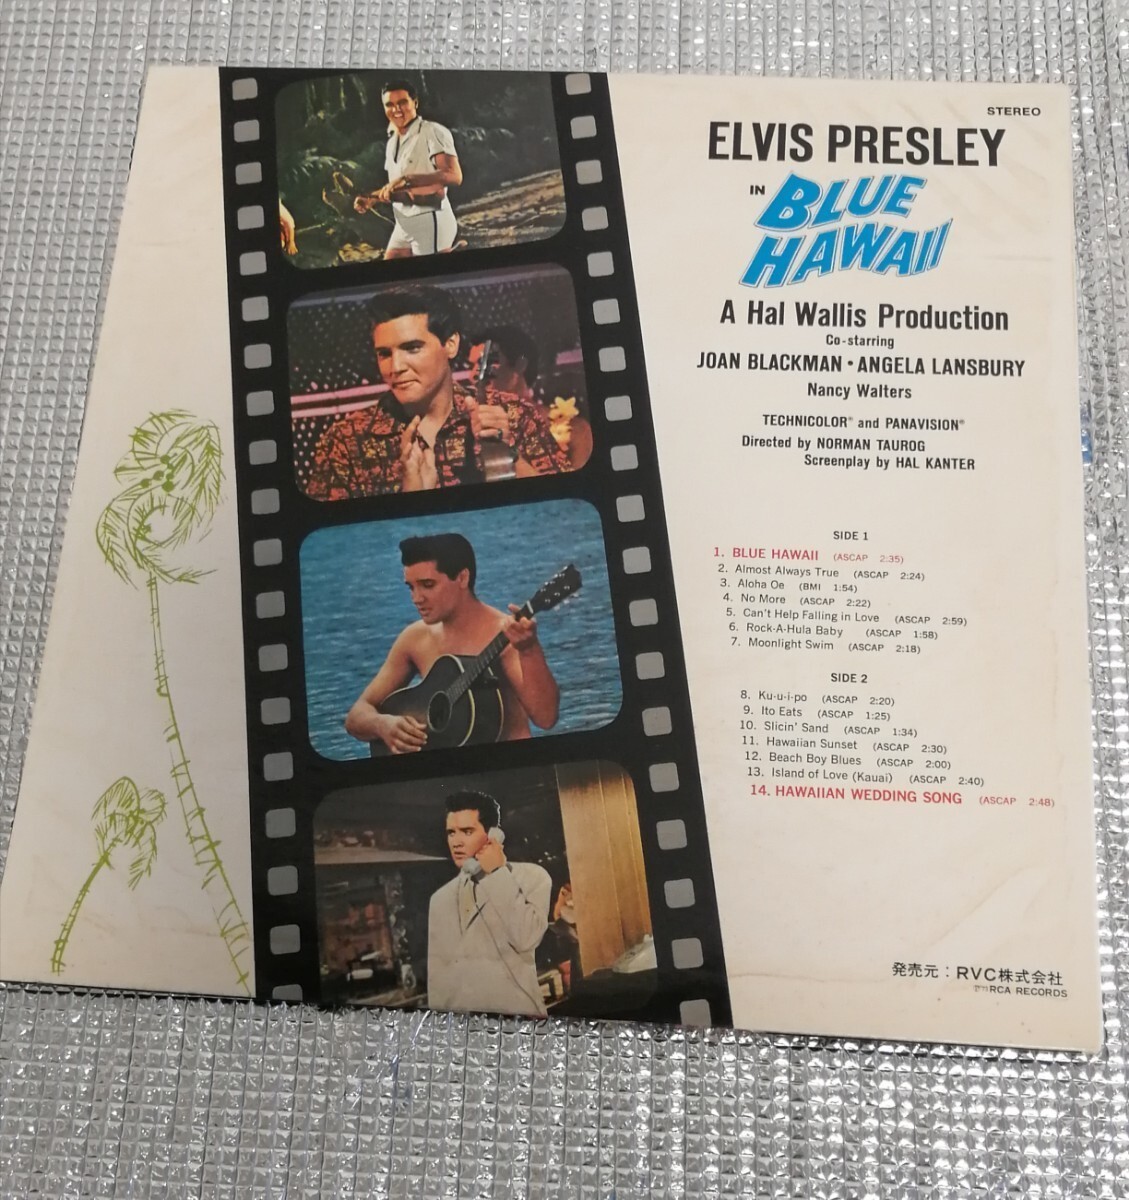 STEREO
ELVIS PRESLEY
IN BLUE
HAWAII
A Hal Wallis Production
Co-starring
JOAN BLACKMAN • ANGELA LANSBURY
Nancy Walters
TECHNICOLOR® and PANAVISION®
Directed by NORMAN TAUROG
Screenplay by HAL KANTER
SIDE 1
1. BLUE HAWAII (ASCAP 2:35)
2. Almost Always True (ASCAP 2:24)
3. Aloha Oe (BMI 1:54)
4. No More (ASCAP 2:22)
5. Can't Help Falling in Love (ASCAP 2:59)
6. Rock-A-Hula Baby (ASCAP 1:58)
7. Moonlight Swim (ASCAP 2:18)
SIDE 2
8. Ku-u-i-po (ASCAP 2:20)
9. Ito Eats (ASCAP 1:25)
10. Slicin' Sand (ASCAP 1:34)
11. Hawaiian Sunset (ASCAP 2:30)
12. Beach Boy Blues (ASCAP 2:00)
13. Island of Love (Kauai) (ASCAP 2:40)
14. HAWAIIAN WEDDING SONG (ASCAP 2:48)
発売元：RVC株式会社
RCA RECORDS